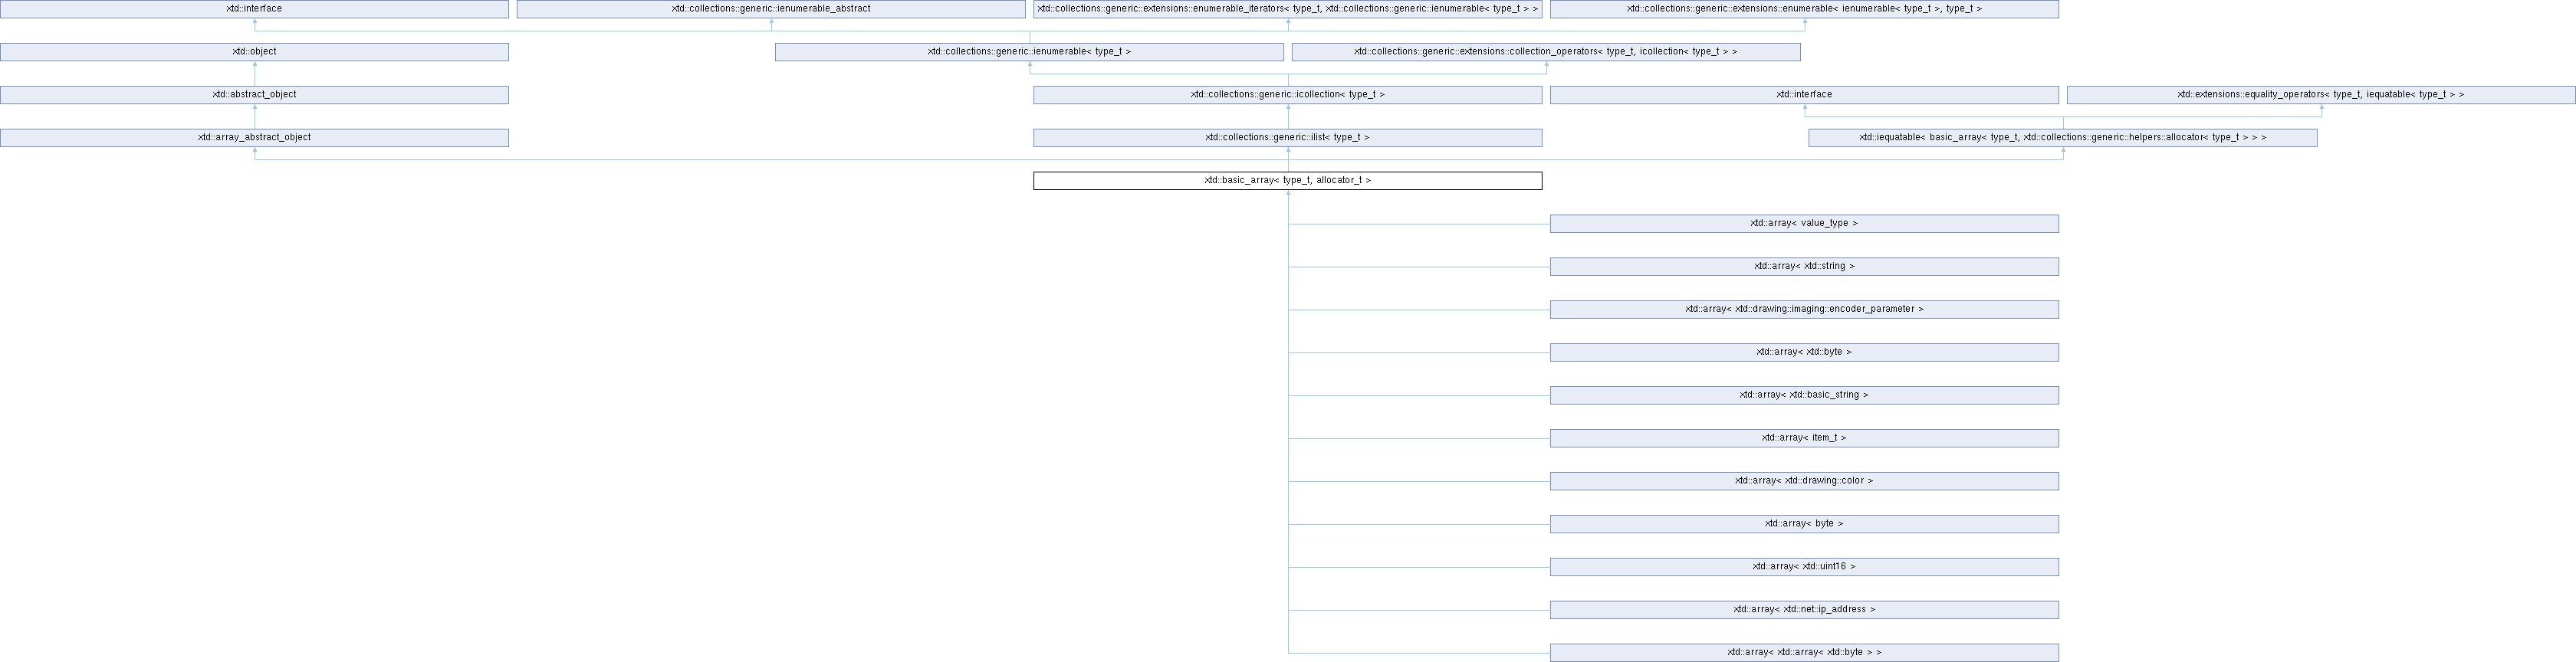 xtd::interface
xtd::collections::generic::ienumerable_abstract
xtd::collections::generic::extensions::enumerable_iterators< type_t, xtd::collections::generic::ienumerable< type_t > >
xtd::collections::generic::extensions::enumerable< ienumerable< type_t >, type_t >
xtd::object
xtd::collections::generic::ienumerable< type_t >
xtd::collections::generic::extensions::collection_operators< type_t, icollection< type_t > >
xtd::abstract_object
xtd::collections::generic::icollection< type_t >
xtd::interface
xtd::extensions::equality_operators< type_t, iequatable< type_t > >
xtd::array_abstract_object
xtd::collections::generic::ilist< type_t >
xtd::iequatable< basic_array< type_t, xtd::collections::generic::helpers::allocator< type_t > > >
xtd::basic_array< type_t, allocator_t >
xtd::array< value_type >
xtd::array< xtd::string >
xtd::array< xtd::drawing::imaging::encoder_parameter >
xtd::array< xtd::byte >
xtd::array< xtd::basic_string >
xtd::array< item_t >
xtd::array< xtd::drawing::color >
xtd::array< byte >
xtd::array< xtd::uint16 >
xtd::array< xtd::net::ip_address >
xtd::array< xtd::array< xtd::byte > >